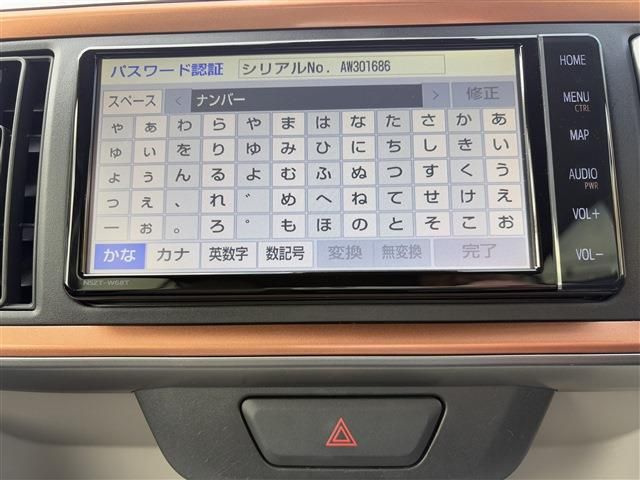 パスワード認証 シリアルNo. AW301686
スペース < ナンバー > 修正
ゃ ぁ わ ら や ま は な た さ か あ
ゅ ぃ を り ゆ み ひ に ち し き い
ょ ぅ ん る よ む ふ ぬ つ す く う
っ ぇ 、 れ ゛ め へ ね て せ け え
ー ぉ 。 ろ ゜ も ほ の と そ こ お
かな カナ 英数字 数記号 変換 無変換 完了
NSZT-W68T
HOME
MENU
CTRL
MAP
AUDIO
PWR
VOL+
VOL-